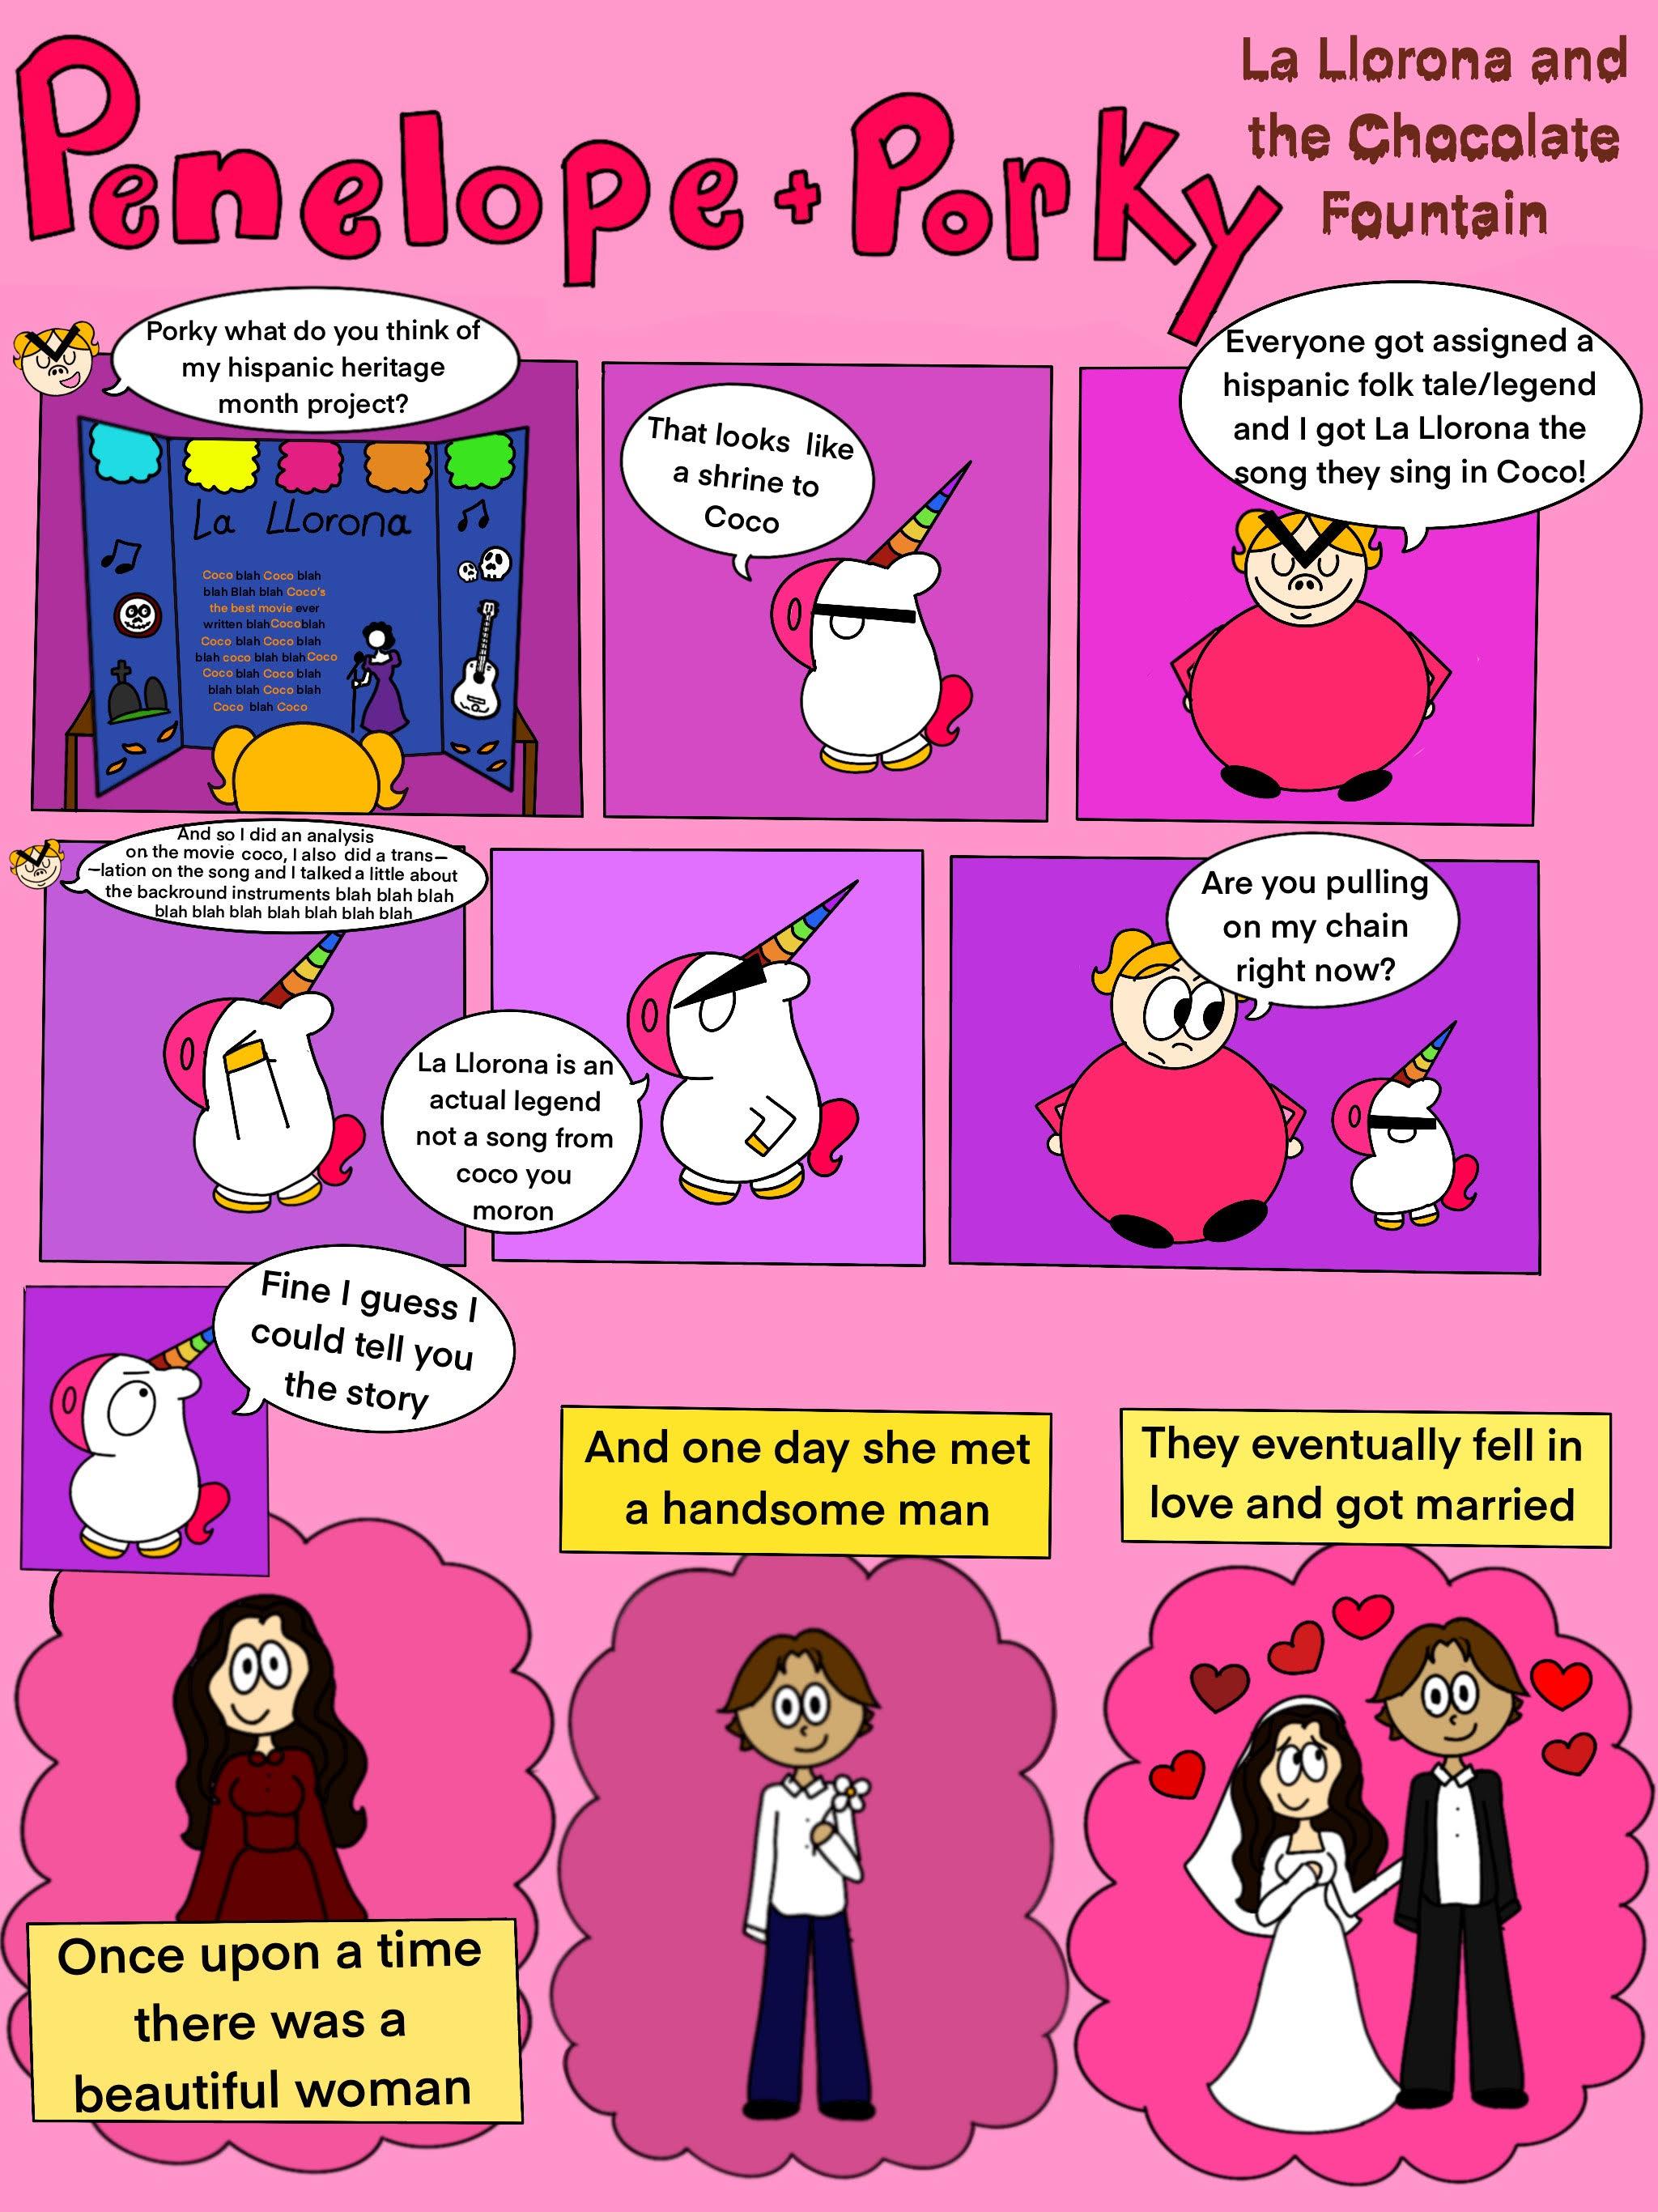 Penelope + Porky
La Llorona and
the Chocolate
Fountain
Porky what do you think of
my hispanic heritage
month project?
La LLorona
Coco blah Coco blah
blah Blah blah Coco's
the best movie ever
written blah Coco blah
Coco blah Coco blah
blah coco blah blah Coco
Coco blah Coco blah
blah blah Coco blah
Coco blah Coco
That looks like
a shrine to
Coco
Everyone got assigned a
hispanic folk tale/legend
and I got La Llorona the
song they sing in Coco!
And so I did an analysis
on the movie coco, I also did a trans-
-lation on the song and I talked a little about
the backround instruments blah blah blah
blah blah blah blah blah blah blah
La Llorona is an
actual legend
not a song from
coco you
moron
Are you pulling
on my chain
right now?
Fine I guess I
could tell you
the story
Once upon a time
there was a
beautiful woman
And one day she met
a handsome man
They eventually fell in
love and got married